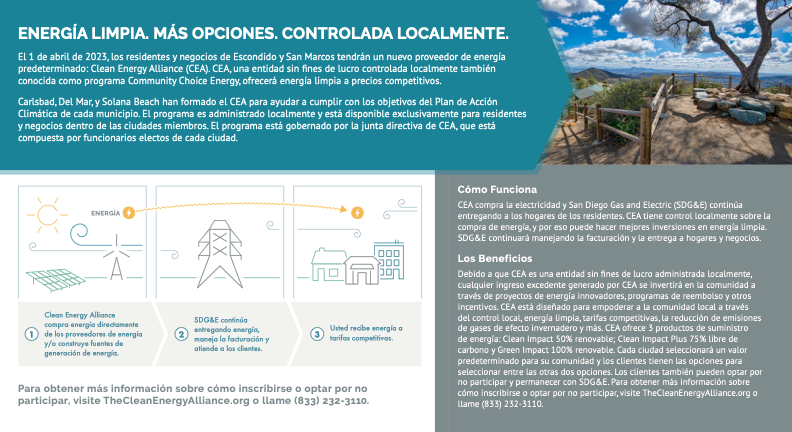 ENERGÍA LIMPIA. MÁS OPCIONES. CONTROLADA LOCALMENTE.
El 1 de abril de 2023, los residentes y negocios de Escondido y San Marcos tendrán un nuevo proveedor de energía
predeterminado: Clean Energy Alliance (CEA). CEA, una entidad sin fines de lucro controlada localmente también
conocida como programa Community Choice Energy, ofrecerá energía limpia a precios competitivos.
Carlsbad, Del Mar, y Solana Beach han formado el CEA para ayudar a cumplir con los objetivos del Plan de Acción
Climática de cada municipio. El programa es administrado localmente y está disponible exclusivamente para residentes
y negocios dentro de las ciudades miembros. El programa está gobernado por la junta directiva de CEA, que está
compuesta por funcionarios electos de cada ciudad.
ENERGÍA
1
Clean Energy Alliance
compra energía directamente
de los proveedores de energía
y/o construye fuentes de
generación de energía.
2
SDG&E continúa
entregando energía,
maneja la facturación y
atiende a los clientes.
3
Usted recibe energía a
tarifas competitivas.
Para obtener más información sobre cómo inscribirse o optar por no
participar, visite TheCleanEnergyAlliance.org o llame (833) 232-3110.
Cómo Funciona
CEA compra la electricidad y San Diego Gas and Electric (SDG&E) continúa
entregando a los hogares de los residentes. CEA tiene control localmente sobre la
compra de energía, y por eso puede hacer mejores inversiones en energía limpia.
SDG&E continuará manejando la facturación y la entrega a hogares y negocios.
Los Beneficios
Debido a que CEA es una entidad sin fines de lucro administrada localmente,
cualquier ingreso excedente generado por CEA se invertirá en la comunidad a
través de proyectos de energía innovadores, programas de reembolso y otros
incentivos. CEA está diseñado para empoderar a la comunidad local a través
del control local, energía limpia, tarifas competitivas, la reducción de emisiones
de gases de efecto invernadero y más. CEA ofrece 3 productos de suministro
de energía: Clean Impact 50% renovable; Clean Impact Plus 75% libre de
carbono y Green Impact 100% renovable. Cada ciudad seleccionará un valor
predeterminado para su comunidad y los clientes tienen las opciones para
seleccionar entre las otras dos opciones. Los clientes también pueden optar por
no participar y permanecer con SDG&E. Para obtener más información sobre
cómo inscribirse o optar por no participar, visite TheCleanEnergyAlliance.org o
llame (833) 232-3110.